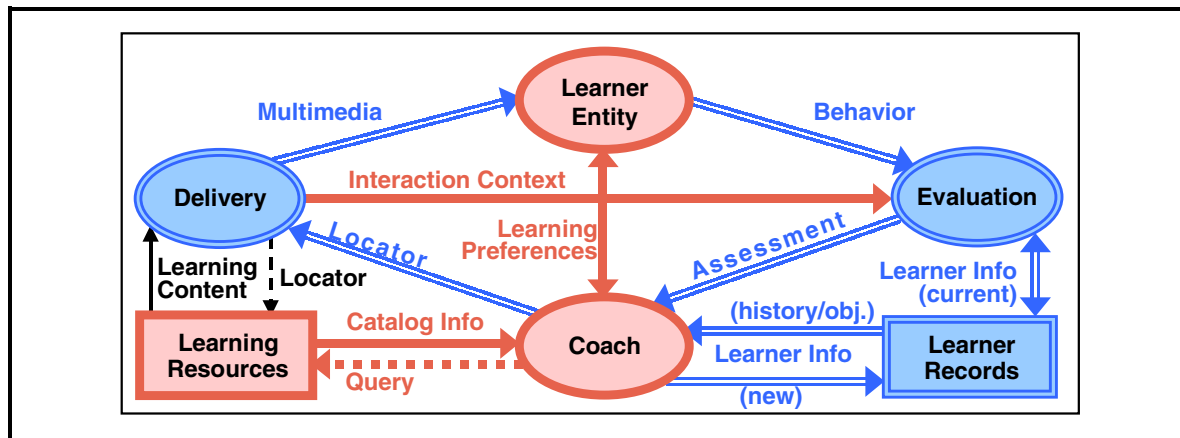 Learner
Entity
Multimedia
Behavior
Delivery
Interaction Context
Evaluation
Learning
Preferences
Locator
Assessment
Learning
Content
Locator
Learner Info
(current)
Learning
Resources
Catalog Info
Query
Coach
(history/obj.)
Learner Info
(new)
Learner
Records